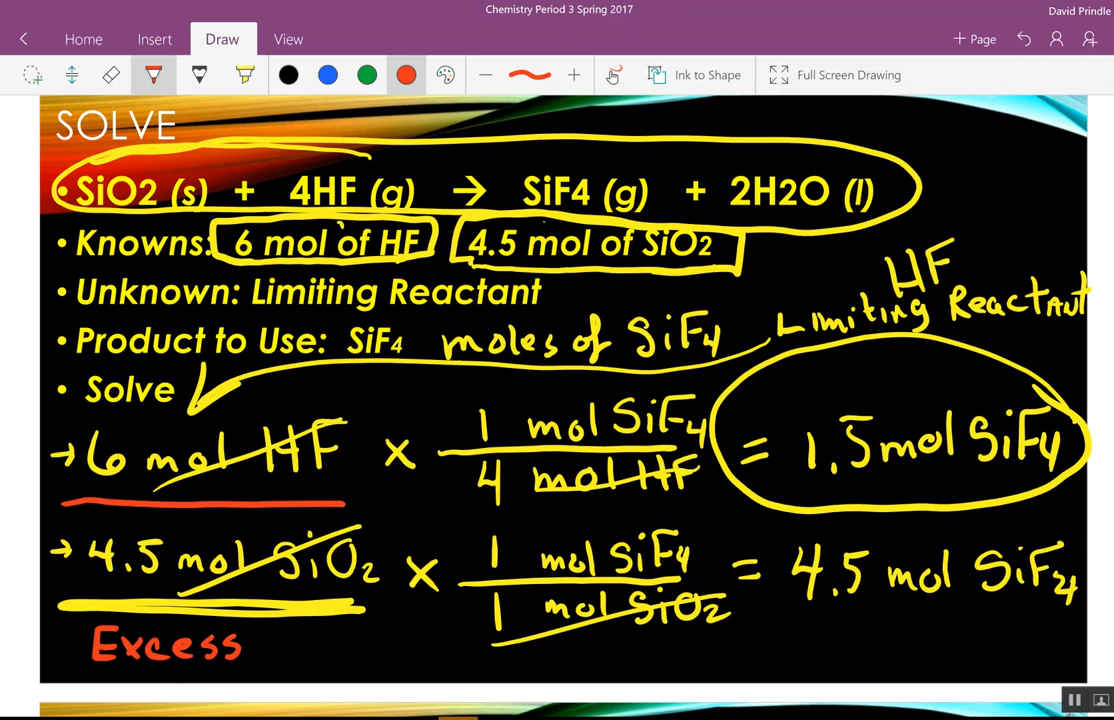 Chemistry Period 3 Spring 2017
David Prindle
Home Insert Draw View
+ Page
Ink to Shape
Full Screen Drawing
SOLVE
• SiO2 (s) + 4HF (g) → SiF4 (g) + 2H2O (l)
• Knowns: 6 mol of HF 4.5 mol of SiO2
• Unknown: Limiting Reactant
HF
Limiting Reactant
• Product to Use: SiF4 moles of SiF4
• Solve
→ 6 mol HF × 1 mol SiF4 / 4 mol HF = 1.5 mol SiF4
→ 4.5 mol SiO2 × 1 mol SiF4 / 1 mol SiO2 = 4.5 mol SiF4
Excess